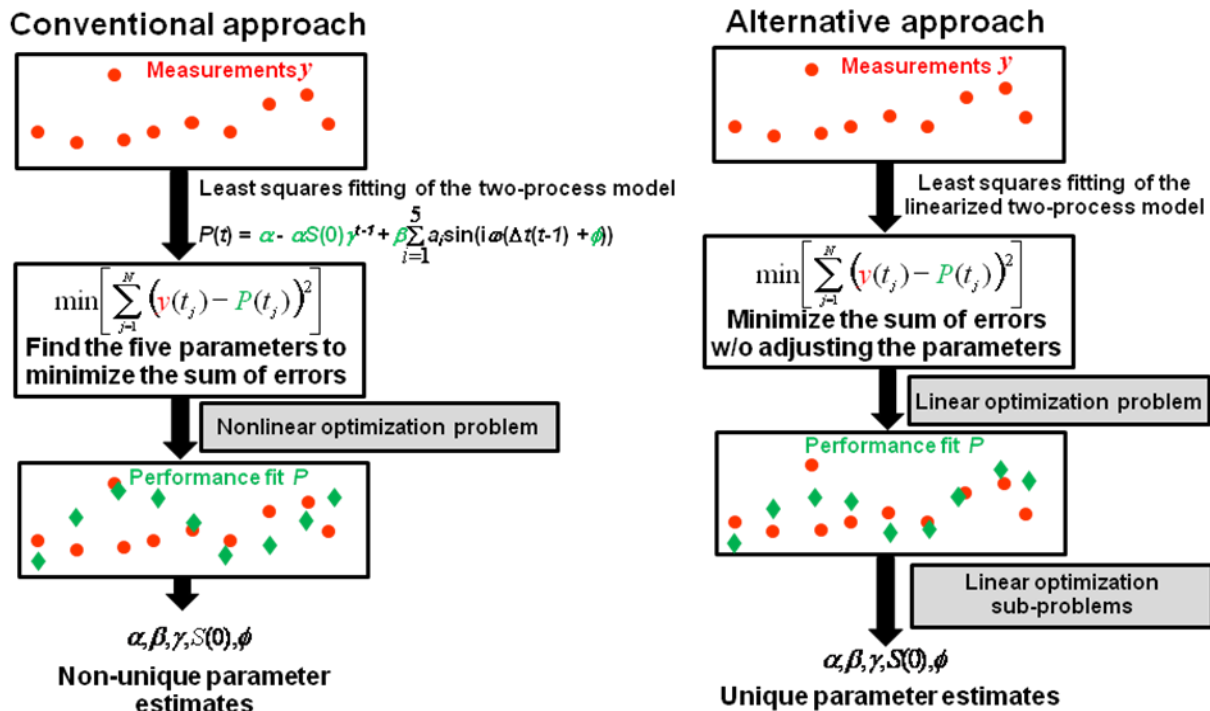 Conventional approach
Measurements y
Least squares fitting of the two-process model
P(t) = α - αS(0)γ^{t-1} + β∑_{i=1}^{5} a_i sin(iω(Δt(t-1) + ϕ))
min[∑_{j=1}^{N} (y(t_j) − P(t_j))^2]
Find the five parameters to
minimize the sum of errors
Nonlinear optimization problem
Performance fit P
α,β,γ,S(0),ϕ
Non-unique parameter
estimates
Alternative approach
Measurements y
Least squares fitting of the
linearized two-process model
min[∑_{j=1}^{N} (y(t_j) − P(t_j))^2]
Minimize the sum of errors
w/o adjusting the parameters
Linear optimization problem
Performance fit P
Linear optimization
sub-problems
α,β,γ,S(0),ϕ
Unique parameter estimates